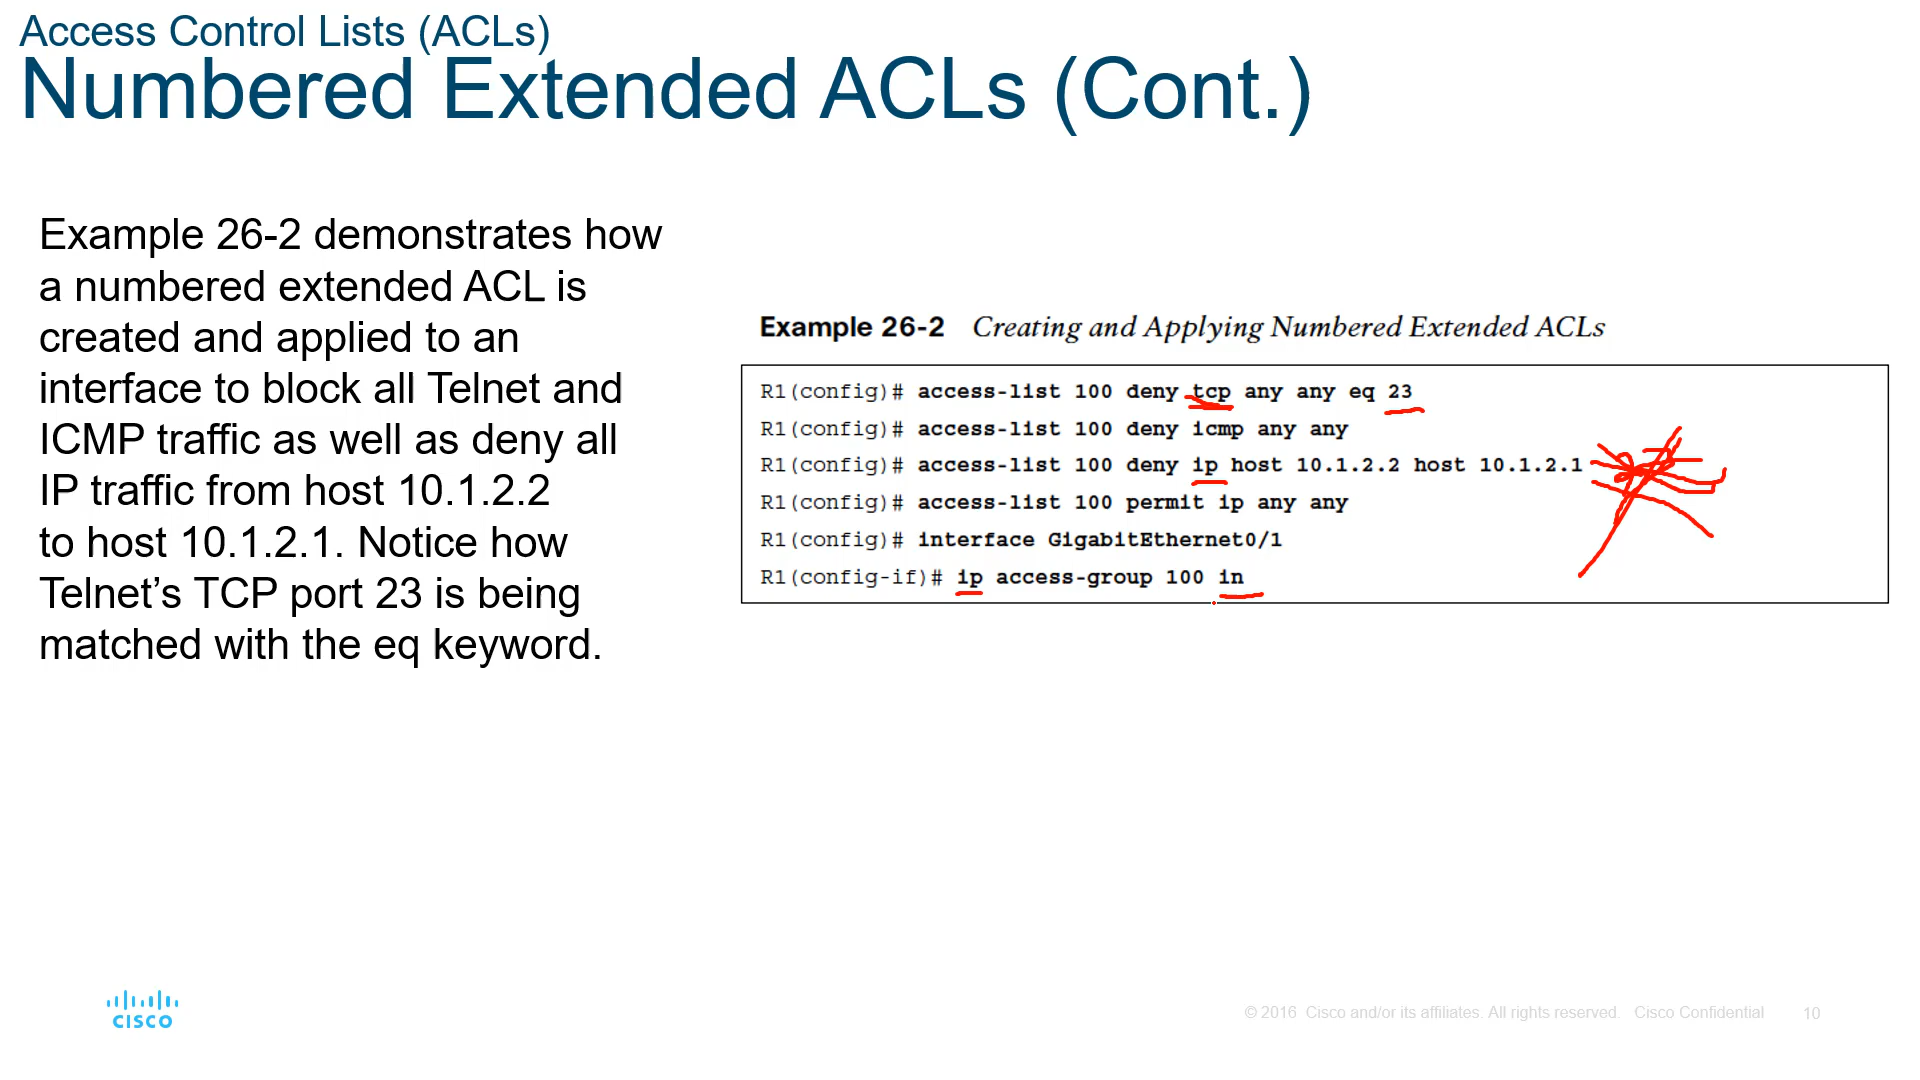 Access Control Lists (ACLs)
Numbered Extended ACLs (Cont.)
Example 26-2 demonstrates how
a numbered extended ACL is
created and applied to an
interface to block all Telnet and
ICMP traffic as well as deny all
IP traffic from host 10.1.2.2
to host 10.1.2.1. Notice how
Telnet’s TCP port 23 is being
matched with the eq keyword.
Example 26-2 Creating and Applying Numbered Extended ACLs
R1(config)# access-list 100 deny tcp any any eq 23
R1(config)# access-list 100 deny icmp any any
R1(config)# access-list 100 deny ip host 10.1.2.2 host 10.1.2.1
R1(config)# access-list 100 permit ip any any
R1(config)# interface GigabitEthernet0/1
R1(config-if)# ip access-group 100 in
CISCO
© 2016 Cisco and/or its affiliates. All rights reserved. Cisco Confidential 10